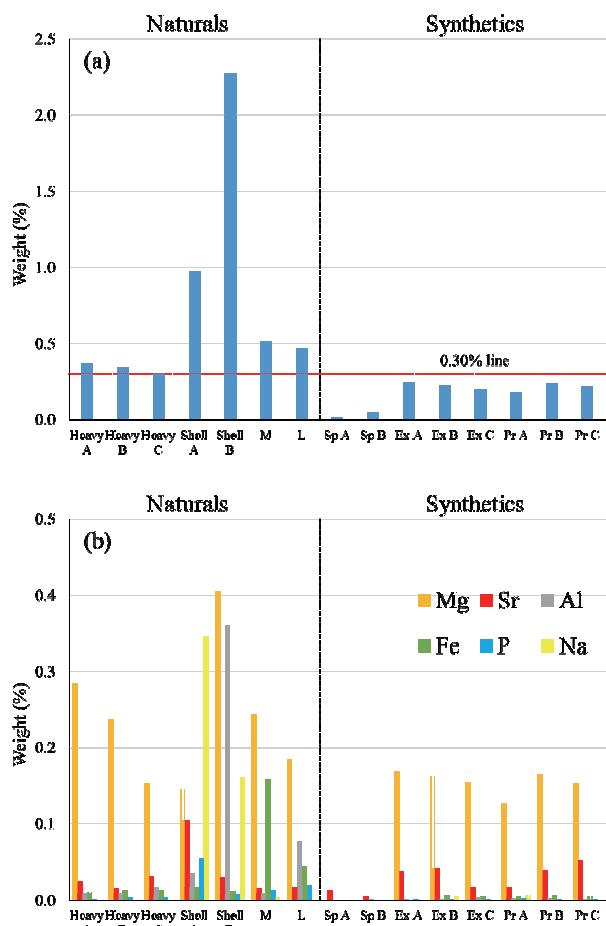 Naturals Synthetics
(a)
2.5
2.0
1.5
1.0
0.5
0.0
Weight (%)
0.30% line
Heavy A Heavy B Heavy C Shell A Shell B M L Sp A Sp B Ex A Ex B Ex C Pr A Pr B Pr C
Naturals Synthetics
(b)
0.5
0.4
0.3
0.2
0.1
0.0
Weight (%)
Mg Sr Al
Fe P Na
Heavy Heavy Heavy Shell Shell M L Sp A Sp B Ex A Ex B Ex C Pr A Pr B Pr C